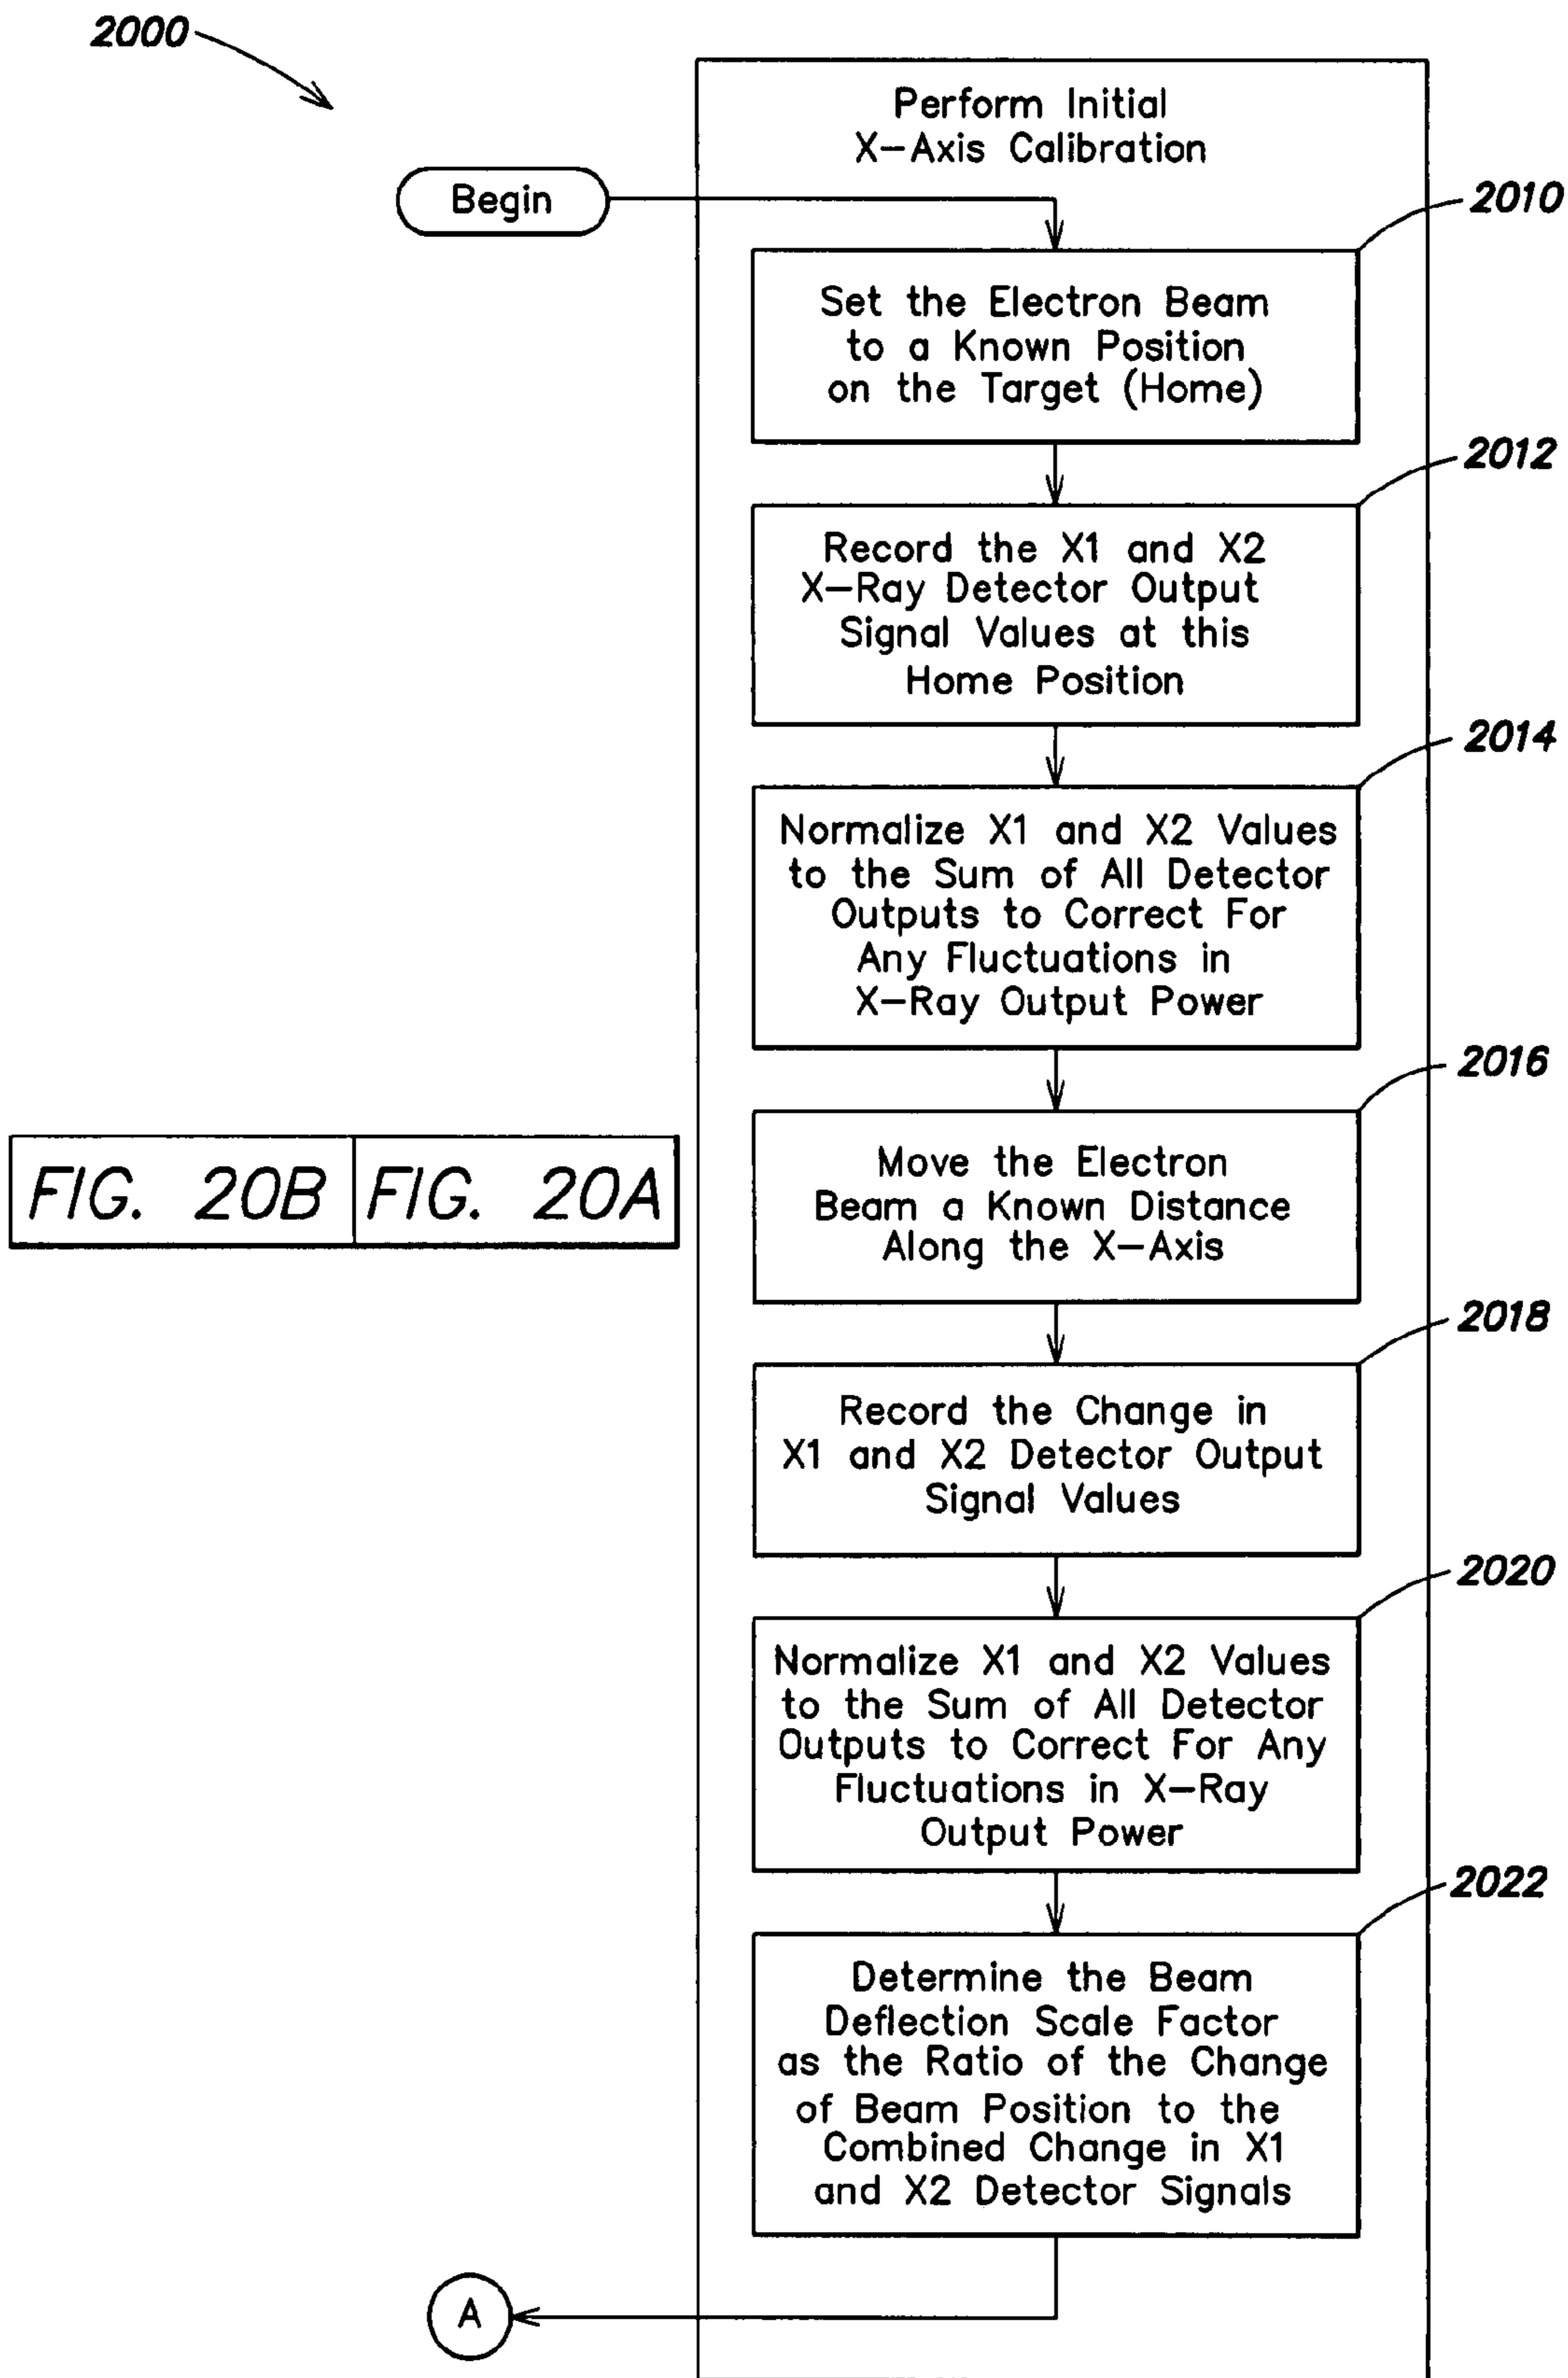 2000
Perform Initial
X-Axis Calibration
Begin
2010
Set the Electron Beam
to a Known Position
on the Target (Home)
2012
Record the X1 and X2
X-Ray Detector Output
Signal Values at this
Home Position
2014
Normalize X1 and X2 Values
to the Sum of All Detector
Outputs to Correct For
Any Fluctuations in
X-Ray Output Power
2016
Move the Electron
Beam a Known Distance
Along the X-Axis
FIG. 20B FIG. 20A
2018
Record the Change in
X1 and X2 Detector Output
Signal Values
2020
Normalize X1 and X2 Values
to the Sum of All Detector
Outputs to Correct For Any
Fluctuations in X-Ray
Output Power
2022
Determine the Beam
Deflection Scale Factor
as the Ratio of the Change
of Beam Position to the
Combined Change in X1
and X2 Detector Signals
A